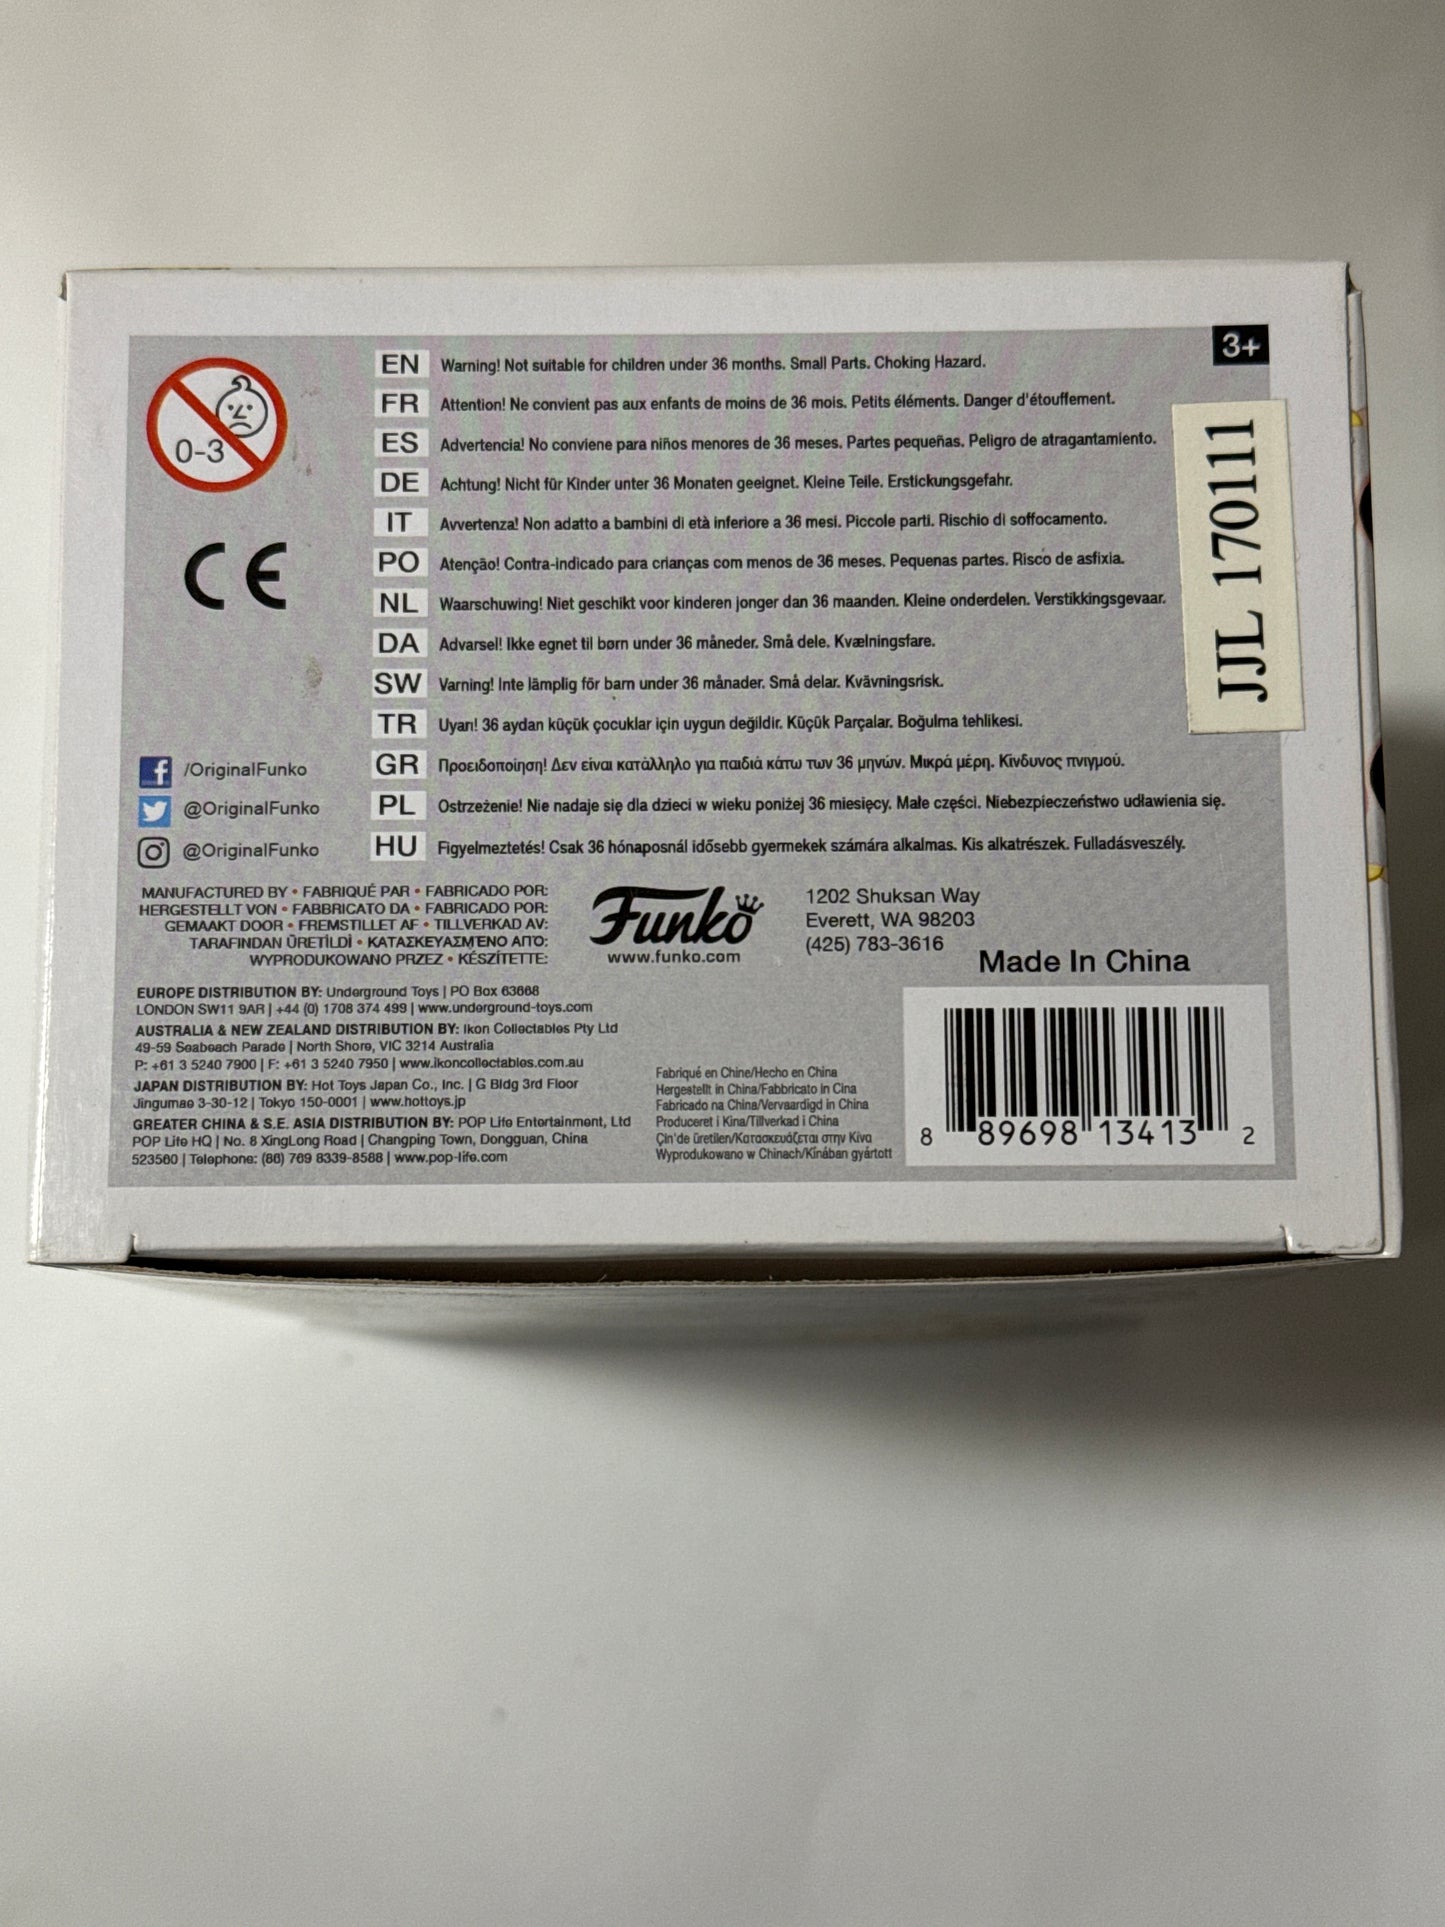 3+
0-3
EN Warning! Not suitable for children under 36 months. Small Parts. Choking Hazard.
FR Attention! Ne convient pas aux enfants de moins de 36 mois. Petits éléments. Danger d'étouffement.
ES Advertencia! No conviene para niños menores de 36 meses. Partes pequeñas. Peligro de atragantamiento.
DE Achtung! Nicht für Kinder unter 36 Monaten geeignet. Kleine Teile. Erstickungsgefahr.
IT Avvertenza! Non adatto a bambini di età inferiore a 36 mesi. Piccole parti. Rischio di soffocamento.
PO Atenção! Contra-indicado para crianças com menos de 36 meses. Pequenas partes. Risco de asfixia.
NL Waarschuwing! Niet geschikt voor kinderen jonger dan 36 maanden. Kleine onderdelen. Verstikkingsgevaar.
DA Advarsel! Ikke egnet til børn under 36 måneder. Små dele. Kvælningsfare.
SW Varning! Inte lämplig för barn under 36 månader. Små delar. Kvävningsrisk.
TR Uyan! 36 aydan küçük çocuklar için uygun değildir. Küçük Parçalar. Boğulma tehlikesi.
GR Προειδοποίηση! Δεν είναι κατάλληλο για παιδιά κάτω των 36 μηνών. Μικρά μέρη. Κίνδυνος πνιγμού.
PL Ostrzeżenie! Nie nadaje się dla dzieci w wieku poniżej 36 miesięcy. Małe części. Niebezpieczeństwo udławienia się.
HU Figyelmeztetés! Csak 36 hónaposnál idősebb gyermekek számára alkalmas. Kis alkatrészek. Fulladásveszély.
JJL 170111
CE
/OriginalFunko
@OriginalFunko
@OriginalFunko
MANUFACTURED BY • FABRIQUÉ PAR • FABRICADO POR:
HERGESTELLT VON • FABBRICATO DA • FABRICADO POR:
GEMAAKT DOOR • FREMSTILLET AF • TILLVERKAD AV:
TARAFINDAN ÜRETİLDİ • ΚΑΤΑΣΚΕΥΑΣΜΈΝΟ ΑΠΌ:
WYPRODUKOWANO PRZEZ • KÉSZÍTETTE:
Funko
www.funko.com
1202 Shuksan Way
Everett, WA 98203
(425) 783-3616
Made In China
EUROPE DISTRIBUTION BY: Underground Toys | PO Box 63668
LONDON SW11 9AR | +44 (0) 1708 374 499 | www.underground-toys.com
AUSTRALIA & NEW ZEALAND DISTRIBUTION BY: Ikon Collectables Pty Ltd
49-59 Seabeach Parade | North Shore, VIC 3214 Australia
P: +61 3 5240 7900 | F: +61 3 5240 7950 | www.ikoncollectables.com.au
JAPAN DISTRIBUTION BY: Hot Toys Japan Co., Inc. | G Bldg 3rd Floor
Jingumae 3-30-12 | Tokyo 150-0001 | www.hottoys.jp
GREATER CHINA & S.E. ASIA DISTRIBUTION BY: POP Life Entertainment, Ltd
POP Life HQ | No. 8 XingLong Road | Changping Town, Dongguan, China
523560 | Telephone: (86) 769 8339-8588 | www.pop-life.com
Fabriqué en Chine/Hecho en China
Hergestellt in China/Fabbricato in Cina
Fabricado na China/Vervaardigd in China
Produceret i Kina/Tillverkad i China
Çin'de üretilen/Κατασκευάζεται στην Κίνα
Wyprodukowano w Chinach/Kínában gyártott
8 89698 13413 2